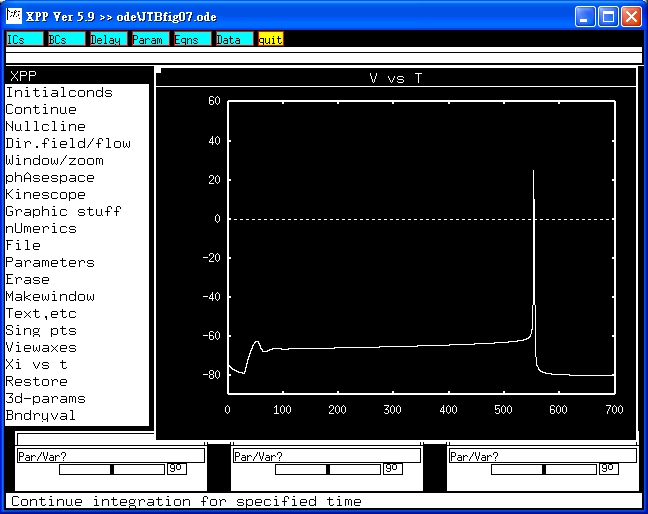 XPP Ver 5.9 >> ode\JTBfig07.ode
ICs BCs Delay Param Eqns Data quit
XPP
V vs T
Initialconds
Continue
Nullcline
Dir.field/flow
Window/zoom
phAsespace
Kinescope
Graphic stuff
nUmerics
File
Parameters
Erase
Makewindow
Text,etc
Sing pts
Viewaxes
Xi vs t
Restore
3d-params
Bndryval
60
40
20
0
-20
-40
-60
-80
0 100 200 300 400 500 600 700
Par/Var? Par/Var? Par/Var?
go go go
Continue integration for specified time